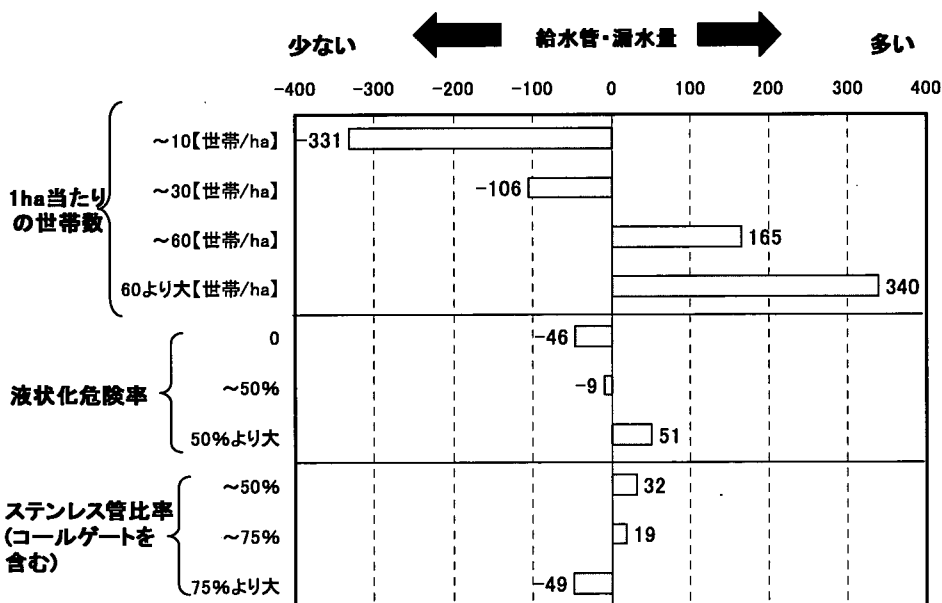 少ない 給水管・漏水量 多い
-400 -300 -200 -100 0 100 200 300 400
1ha当たり
の世帯数
~10【世帯/ha】 -331
~30【世帯/ha】 -106
~60【世帯/ha】 165
60より大【世帯/ha】 340
液状化危険率
0 -46
~50% -9
50%より大 51
ステンレス管比率
(コールゲートを
含む)
~50% 32
~75% 19
75%より大 -49